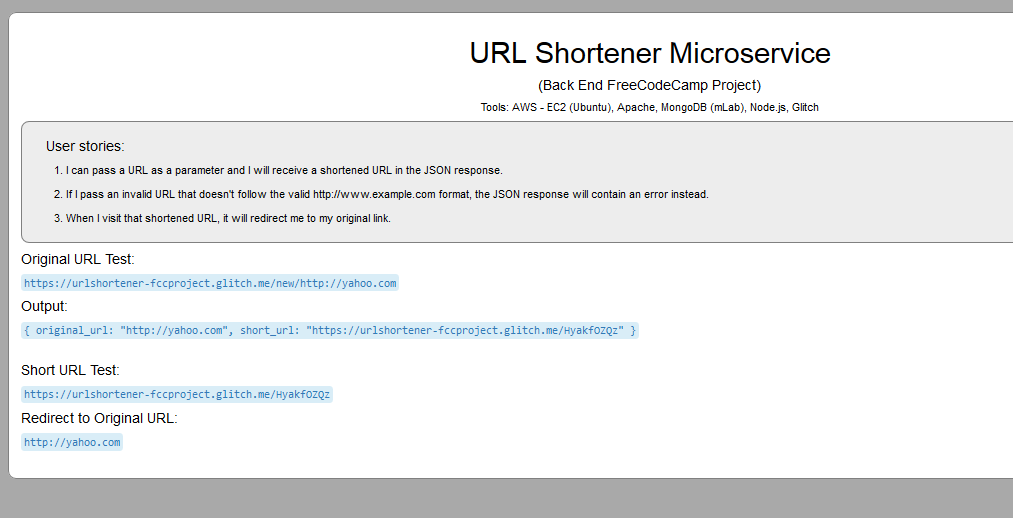 URL Shortener Microservice
(Back End FreeCodeCamp Project)
Tools: AWS - EC2 (Ubuntu), Apache, MongoDB (mLab), Node.js, Glitch
User stories:
1. I can pass a URL as a parameter and I will receive a shortened URL in the JSON response.
2. If I pass an invalid URL that doesn't follow the valid http://www.example.com format, the JSON response will contain an error instead.
3. When I visit that shortened URL, it will redirect me to my original link.
Original URL Test:
https://urlshortener-fccproject.glitch.me/new/http://yahoo.com
Output:
{ original_url: "http://yahoo.com", short_url: "https://urlshortener-fccproject.glitch.me/HyakfOZQz" }
Short URL Test:
https://urlshortener-fccproject.glitch.me/HyakfOZQz
Redirect to Original URL:
http://yahoo.com